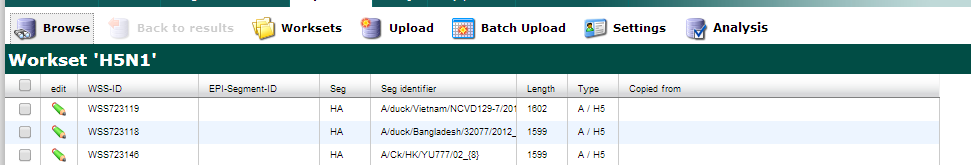 Browse Back to results Worksets Upload Batch Upload Settings Analysis
Workset 'H5N1'
edit WSS-ID EPI-Segment-ID Seg Seg identifier Length Type Copied from
WSS723119 HA A/duck/Vietnam/NCVD129-7/201 1602 A / H5
WSS723118 HA A/duck/Bangladesh/32077/2012_ 1599 A / H5
WSS723146 HA A/Ck/HK/YU777/02_{8} 1599 A / H5